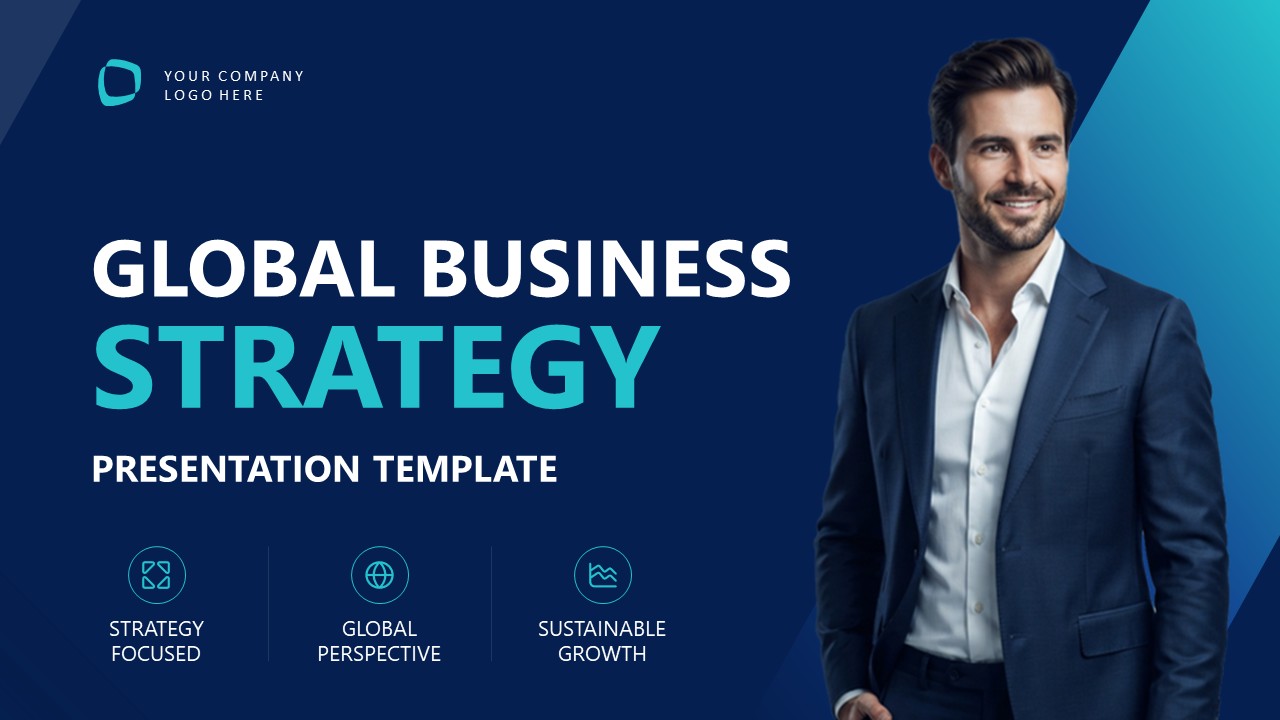 YOUR COMPANY
LOGO HERE
GLOBAL BUSINESS
STRATEGY
PRESENTATION TEMPLATE
STRATEGY
FOCUSED
GLOBAL
PERSPECTIVE
SUSTAINABLE
GROWTH